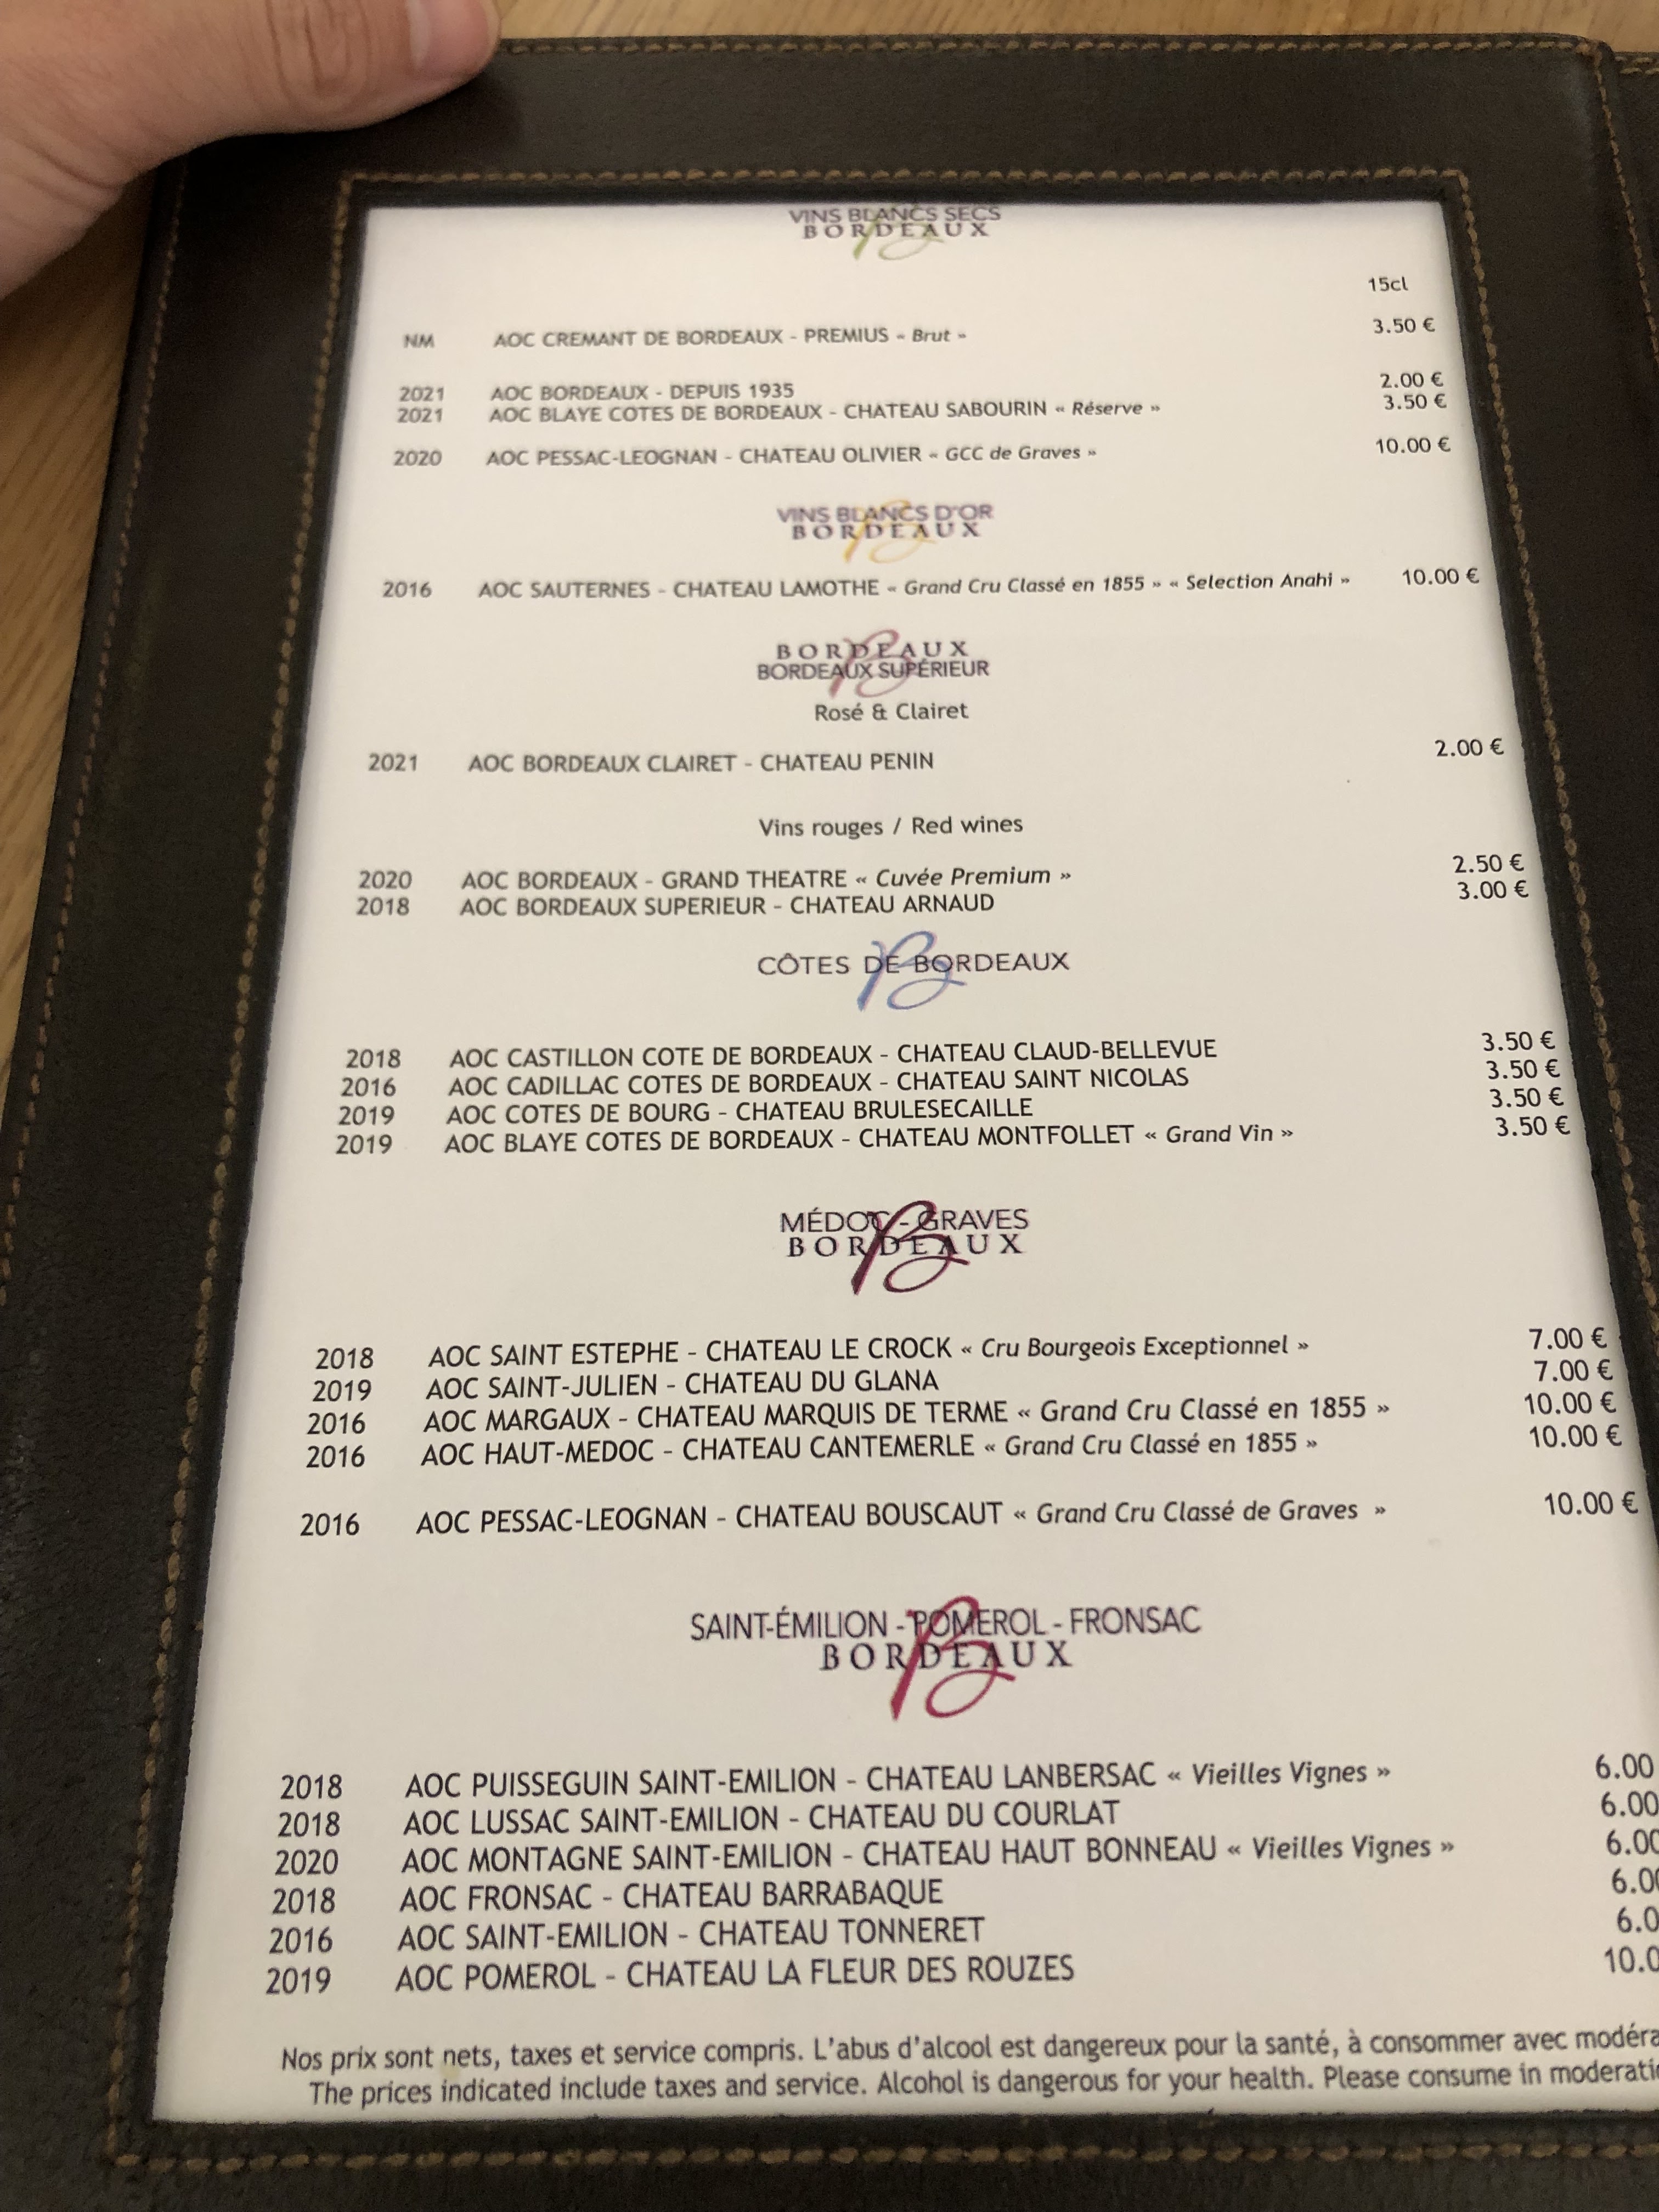 VINS BLANCS SECS
BORDEAUX
15cl
NM AOC CREMANT DE BORDEAUX - PREMIUS « Brut » 3.50 €
2021 AOC BORDEAUX - DEPUIS 1935 2.00 €
2021 AOC BLAYE COTES DE BORDEAUX - CHATEAU SABOURIN « Réserve » 3.50 €
2020 AOC PESSAC-LEOGNAN - CHATEAU OLIVIER « GCC de Graves » 10.00 €
VINS BLANCS D'OR
BORDEAUX
2016 AOC SAUTERNES - CHATEAU LAMOTHE « Grand Cru Classé en 1855 » « Selection Anahi » 10.00 €
BORDEAUX
BORDEAUX SUPÉRIEUR
Rosé & Clairet
2021 AOC BORDEAUX CLAIRET - CHATEAU PENIN 2.00 €
Vins rouges / Red wines
2020 AOC BORDEAUX - GRAND THEATRE « Cuvée Premium » 2.50 €
2018 AOC BORDEAUX SUPERIEUR - CHATEAU ARNAUD 3.00 €
CÔTES DE BORDEAUX
2018 AOC CASTILLON COTE DE BORDEAUX - CHATEAU CLAUD-BELLEVUE 3.50 €
2016 AOC CADILLAC COTES DE BORDEAUX - CHATEAU SAINT NICOLAS 3.50 €
2019 AOC COTES DE BOURG - CHATEAU BRULESECAILLE 3.50 €
2019 AOC BLAYE COTES DE BORDEAUX - CHATEAU MONTFOLLET « Grand Vin » 3.50 €
MÉDOC - GRAVES
BORDEAUX
2018 AOC SAINT ESTEPHE - CHATEAU LE CROCK « Cru Bourgeois Exceptionnel » 7.00 €
2019 AOC SAINT-JULIEN - CHATEAU DU GLANA 7.00 €
2016 AOC MARGAUX - CHATEAU MARQUIS DE TERME « Grand Cru Classé en 1855 » 10.00 €
2016 AOC HAUT-MEDOC - CHATEAU CANTEMERLE « Grand Cru Classé en 1855 » 10.00 €
2016 AOC PESSAC-LEOGNAN - CHATEAU BOUSCAUT « Grand Cru Classé de Graves » 10.00 €
SAINT-ÉMILION - POMEROL - FRONSAC
BORDEAUX
2018 AOC PUISSEGUIN SAINT-EMILION - CHATEAU LANBERSAC « Vieilles Vignes » 6.00
2018 AOC LUSSAC SAINT-EMILION - CHATEAU DU COURLAT 6.00
2020 AOC MONTAGNE SAINT-EMILION - CHATEAU HAUT BONNEAU « Vieilles Vignes » 6.00
2018 AOC FRONSAC - CHATEAU BARRABAQUE 6.0
2016 AOC SAINT-EMILION - CHATEAU TONNERET 6.0
2019 AOC POMEROL - CHATEAU LA FLEUR DES ROUZES 10.0
Nos prix sont nets, taxes et service compris. L'abus d'alcool est dangereux pour la santé, à consommer avec modéra
The prices indicated include taxes and service. Alcohol is dangerous for your health. Please consume in moderati